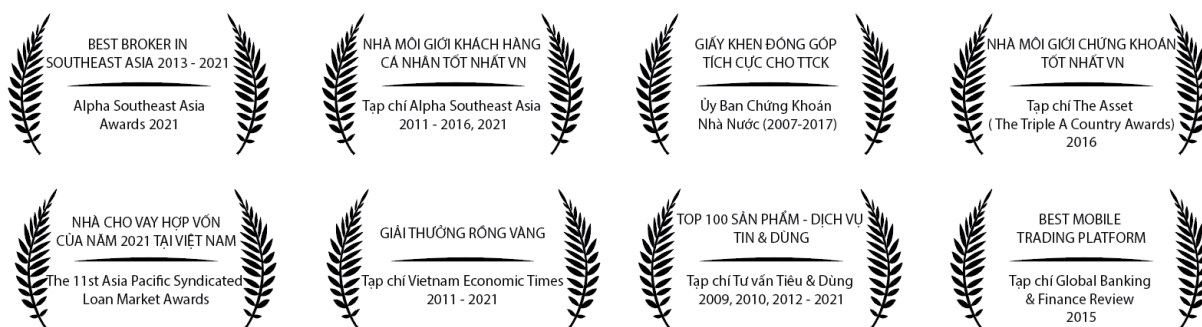 BEST BROKER IN
SOUTHEAST ASIA 2013 - 2021
Alpha Southeast Asia
Awards 2021
NHÀ MÔI GIỚI KHÁCH HÀNG
CÁ NHÂN TỐT NHẤT VN
Tạp chí Alpha Southeast Asia
2011 - 2016, 2021
GIẤY KHEN ĐÓNG GÓP
TÍCH CỰC CHO TTCK
Ủy Ban Chứng Khoán
Nhà Nước (2007-2017)
NHÀ MÔI GIỚI CHỨNG KHOÁN
TỐT NHẤT VN
Tạp chí The Asset
( The Triple A Country Awards)
2016
NHÀ CHO VAY HỢP VỐN
CỦA NĂM 2021 TẠI VIỆT NAM
The 11st Asia Pacific Syndicated
Loan Market Awards
GIẢI THƯỞNG RỒNG VÀNG
Tạp chí Vietnam Economic Times
2011 - 2021
TOP 100 SẢN PHẨM - DỊCH VỤ
TIN & DÙNG
Tạp chí Tư vấn Tiêu & Dùng
2009, 2010, 2012 - 2021
BEST MOBILE
TRADING PLATFORM
Tạp chí Global Banking
& Finance Review
2015